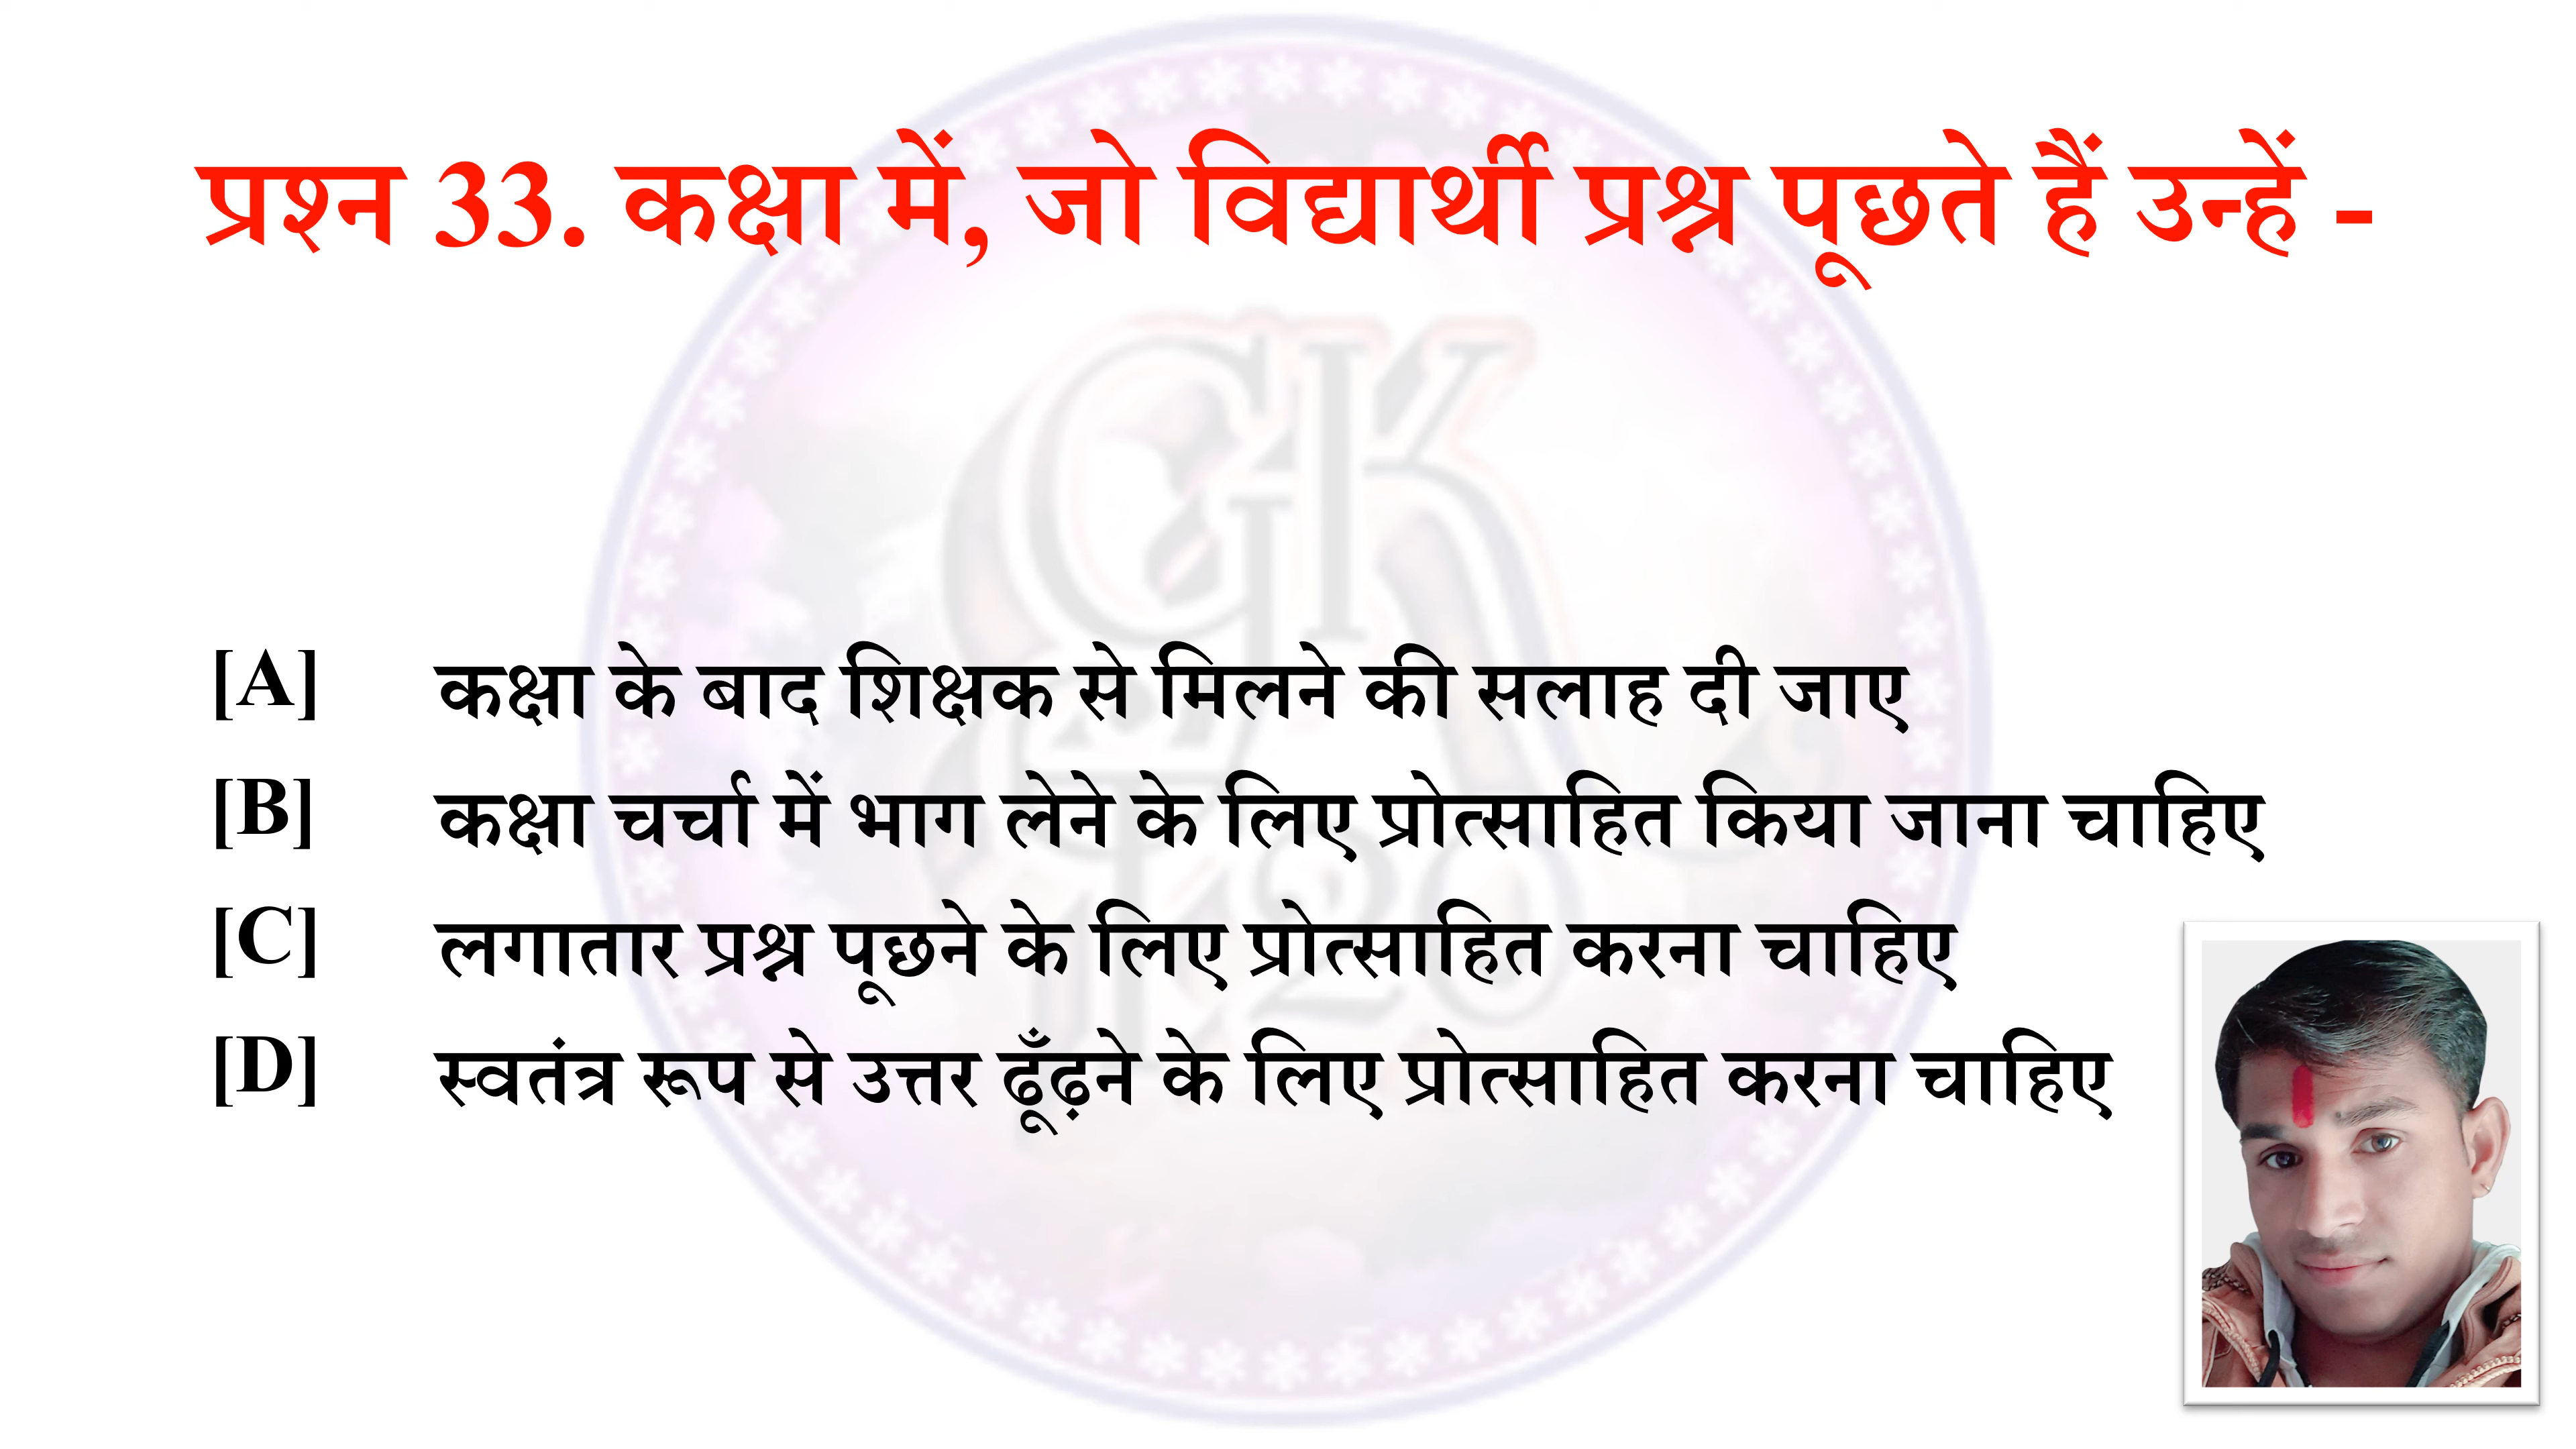 प्रश्न 33. कक्षा में, जो विद्यार्थी प्रश्न पूछते हैं उन्हें -
[A] कक्षा के बाद शिक्षक से मिलने की सलाह दी जाए
[B] कक्षा चर्चा में भाग लेने के लिए प्रोत्साहित किया जाना चाहिए
[C] लगातार प्रश्न पूछने के लिए प्रोत्साहित करना चाहिए
[D] स्वतंत्र रूप से उत्तर ढूँढ़ने के लिए प्रोत्साहित करना चाहिए